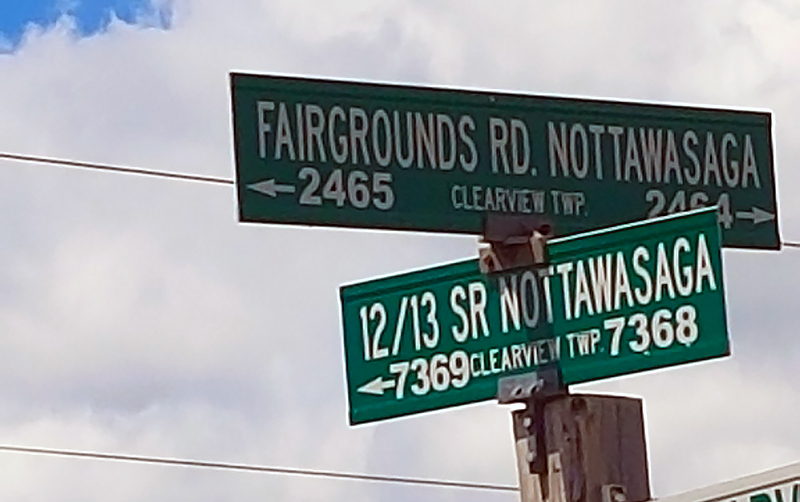 FAIRGROUNDS RD. NOTTAWASAGA
←2465 CLEARVIEW TWP. 2464→
12/13 SR NOTTAWASAGA
←7369 CLEARVIEW TWP. 7368